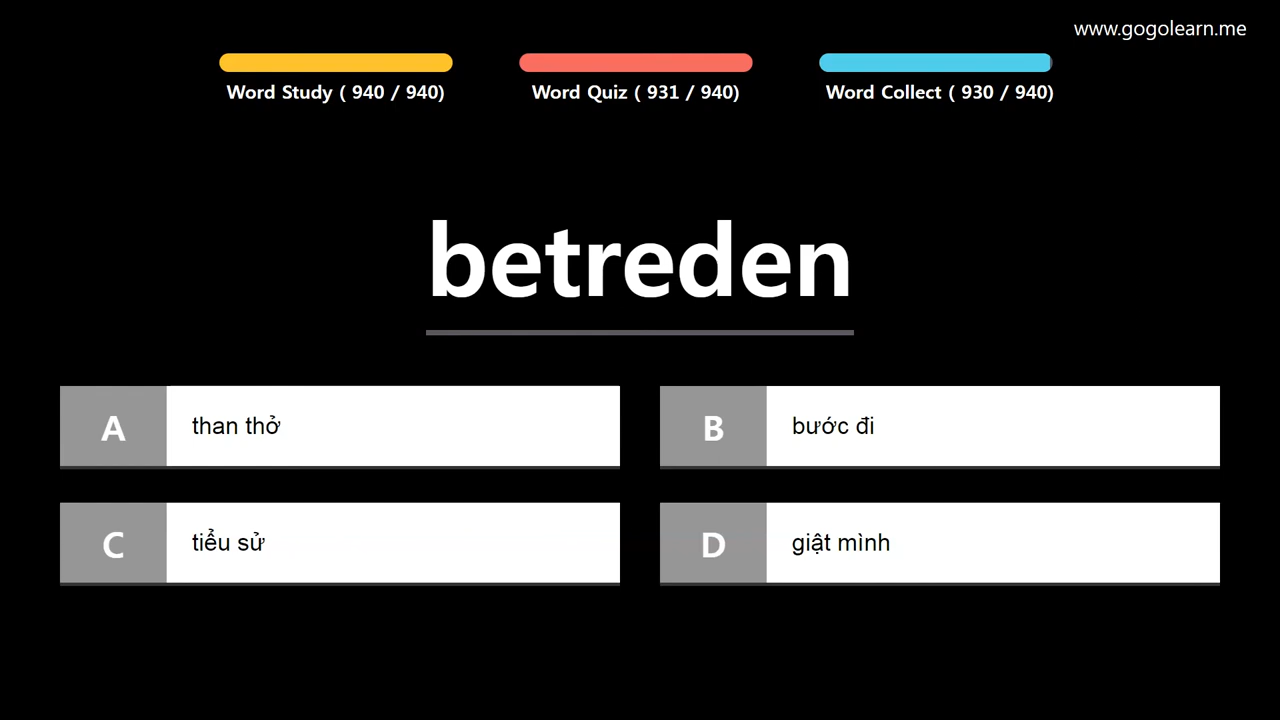 www.gogolearn.me
Word Study ( 940 / 940)
Word Quiz ( 931 / 940)
Word Collect ( 930 / 940)
betreden
A than thở
B bước đi
C tiểu sử
D giật mình